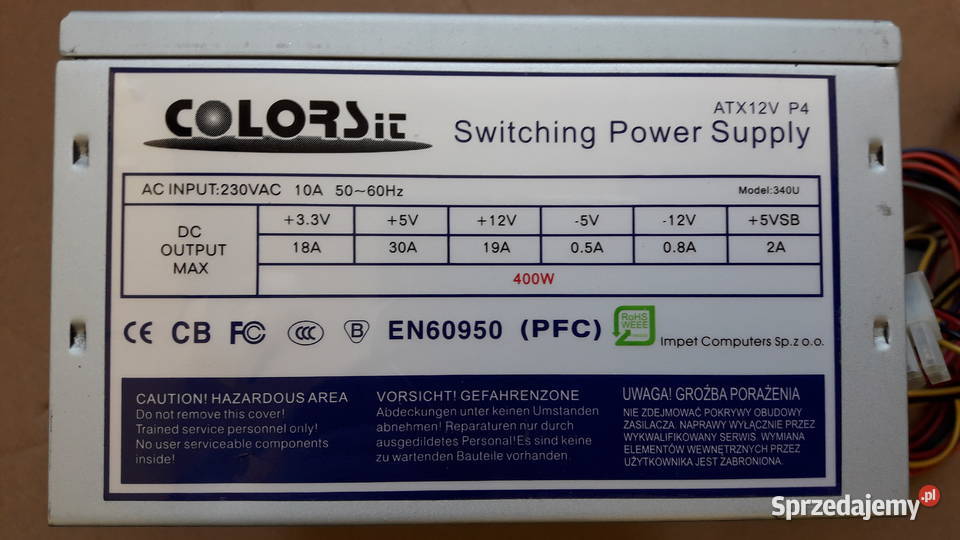 COLORSit
ATX12V P4
Switching Power Supply
AC INPUT:230VAC 10A 50~60Hz
Model:340U
DC OUTPUT MAX
+3.3V +5V +12V -5V -12V +5VSB
18A 30A 19A 0.5A 0.8A 2A
400W
CE CB FC CCC B EN60950 (PFC) RoHS WEEE Impet Computers Sp.z o.o.
CAUTION! HAZARDOUS AREA
Do not remove this cover!
Trained service personnel only!
No user serviceable components
inside!
VORSICHT! GEFAHRENZONE
Abdeckungen unter keinen Umstanden
abnehmen! Reparaturen nur durch
ausgedildetes Personal!Es sind keine
zu wartenden Bauteile vorhanden.
UWAGA! GROŹBA PORAŻENIA
NIE ZDEJMOWAĆ POKRYWY OBUDOWY
ZASILACZA. NAPRAWY WYŁĄCZNIE PRZEZ
WYKWALIFIKOWANY SERWIS. WYMIANA
ELEMENTÓW WEWNĘTRZNYCH PRZEZ
UŻYTKOWNIKA JEST ZABRONIONA.
Sprzedajemy.pl